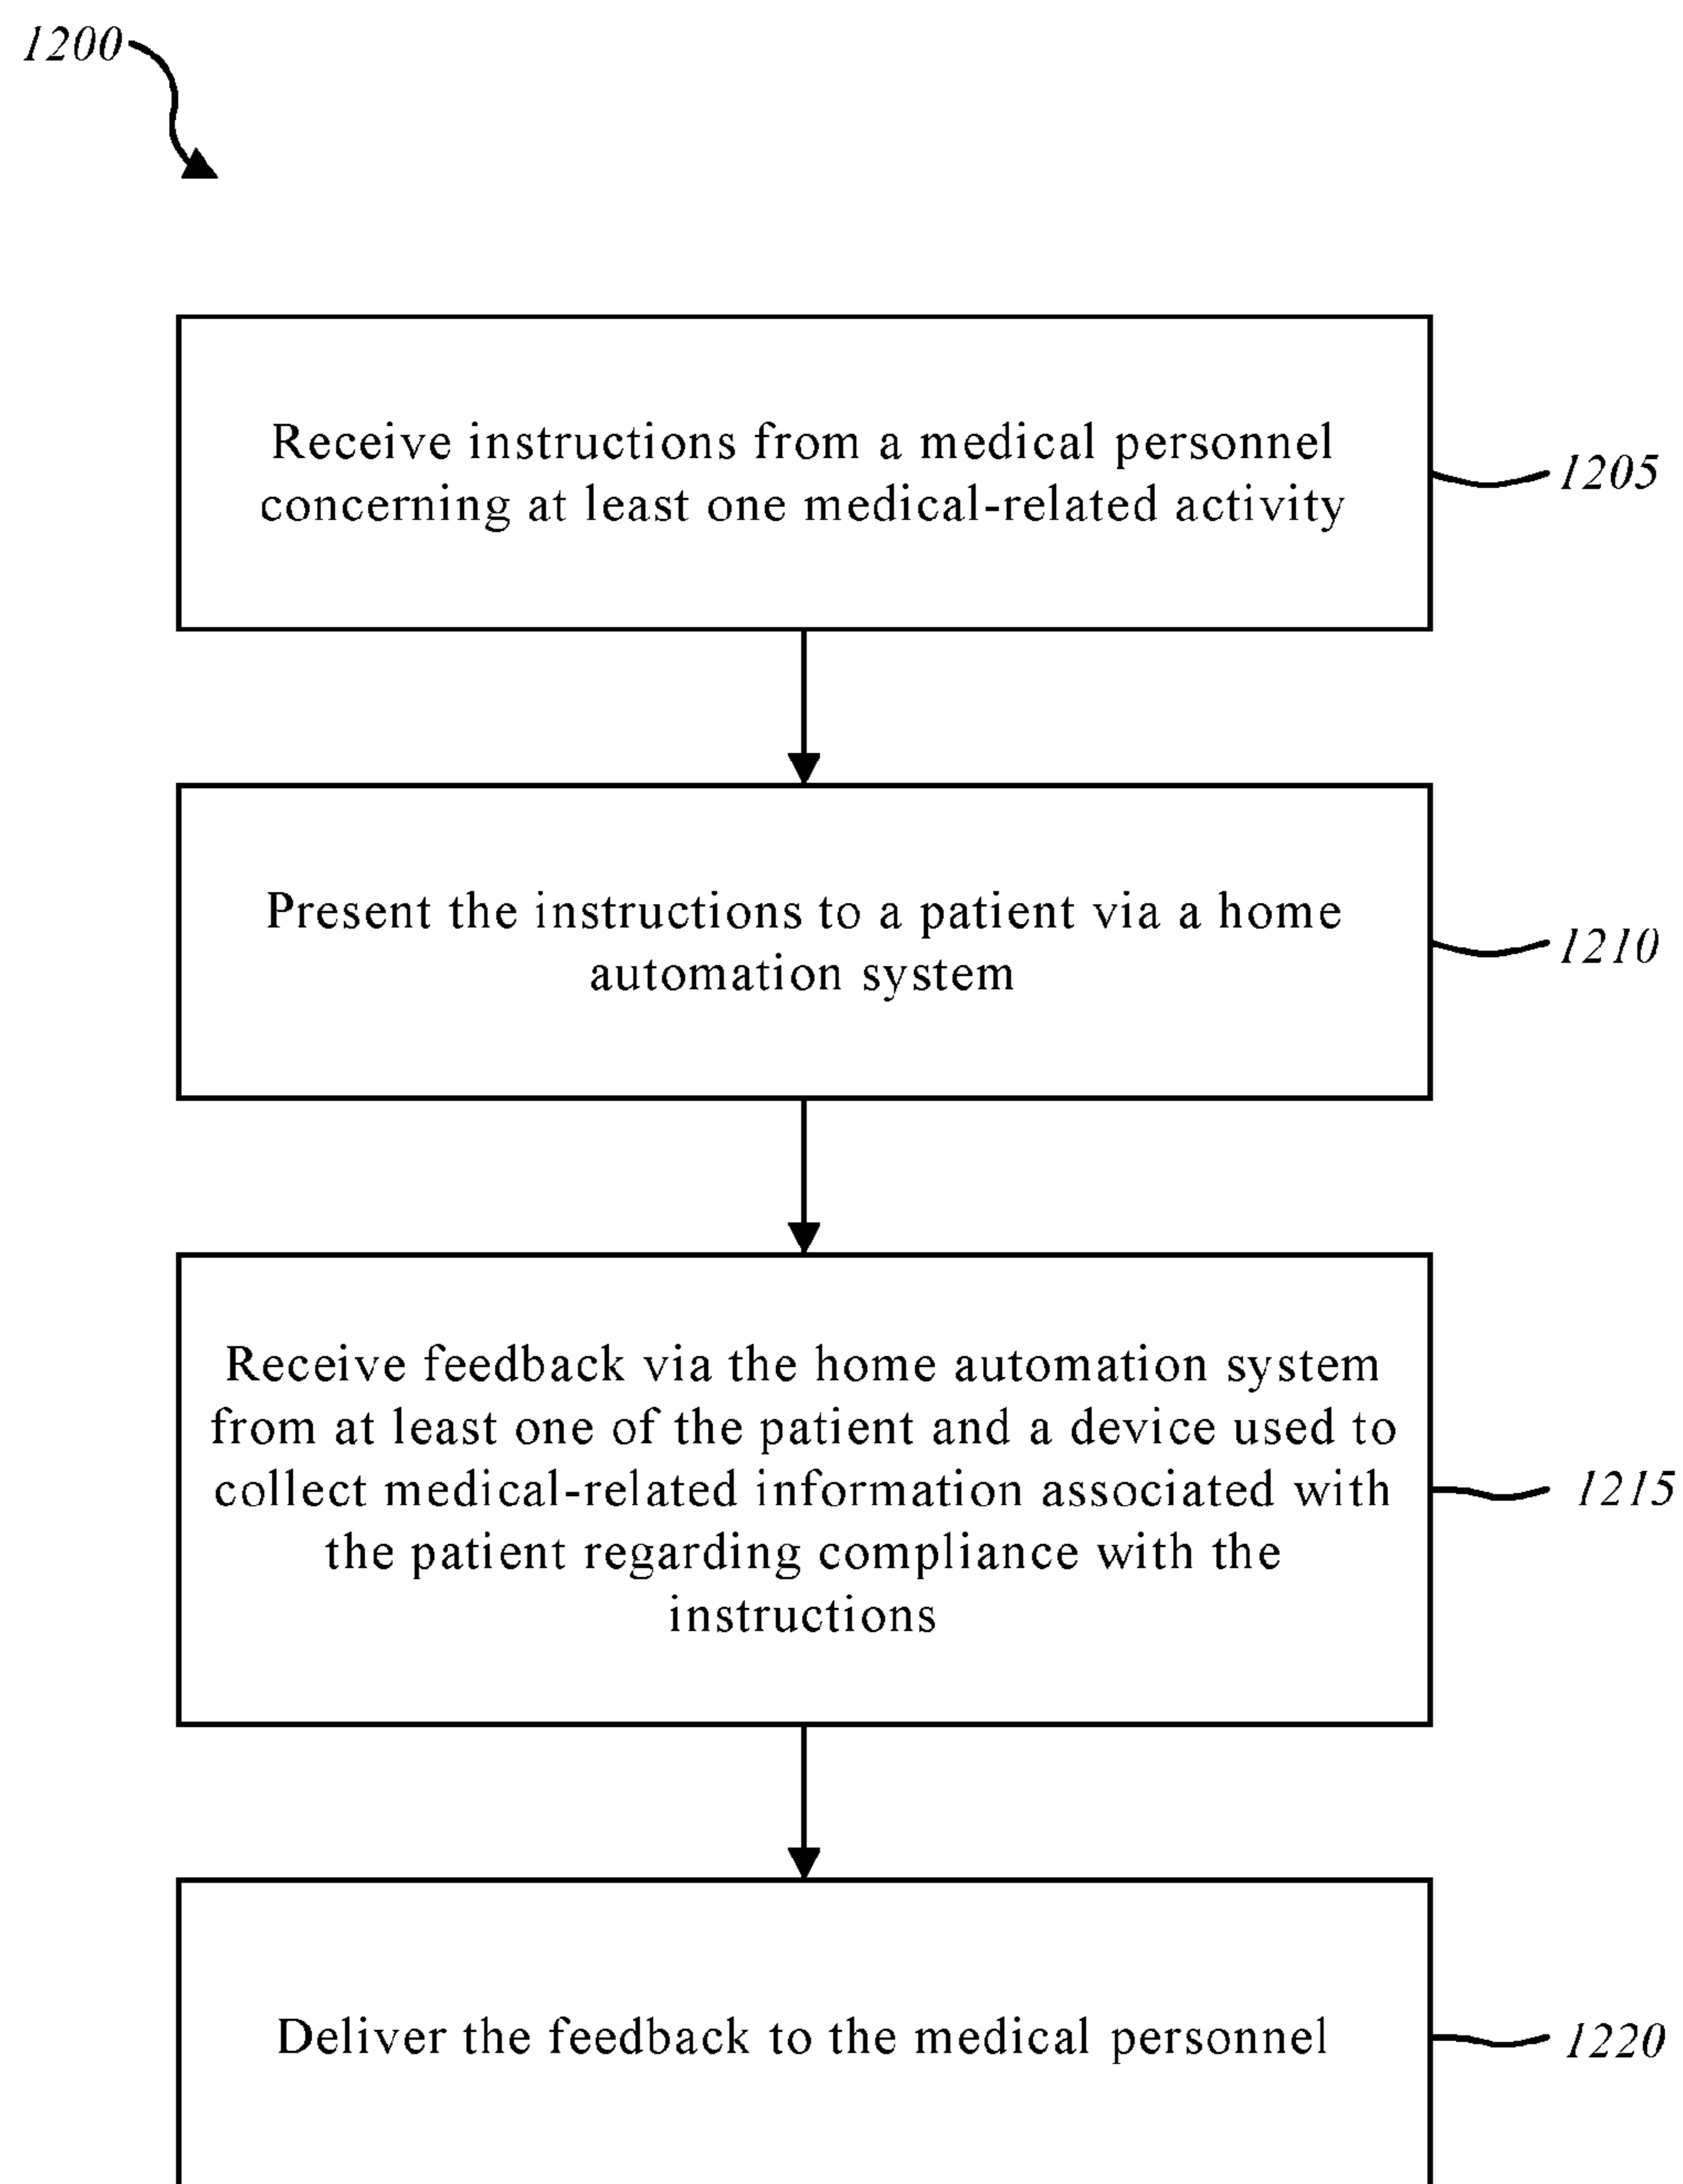 1200
Receive instructions from a medical personnel
concerning at least one medical-related activity
1205
Present the instructions to a patient via a home
automation system
1210
Receive feedback via the home automation system
from at least one of the patient and a device used to
collect medical-related information associated with
the patient regarding compliance with the
instructions
1215
Deliver the feedback to the medical personnel
1220